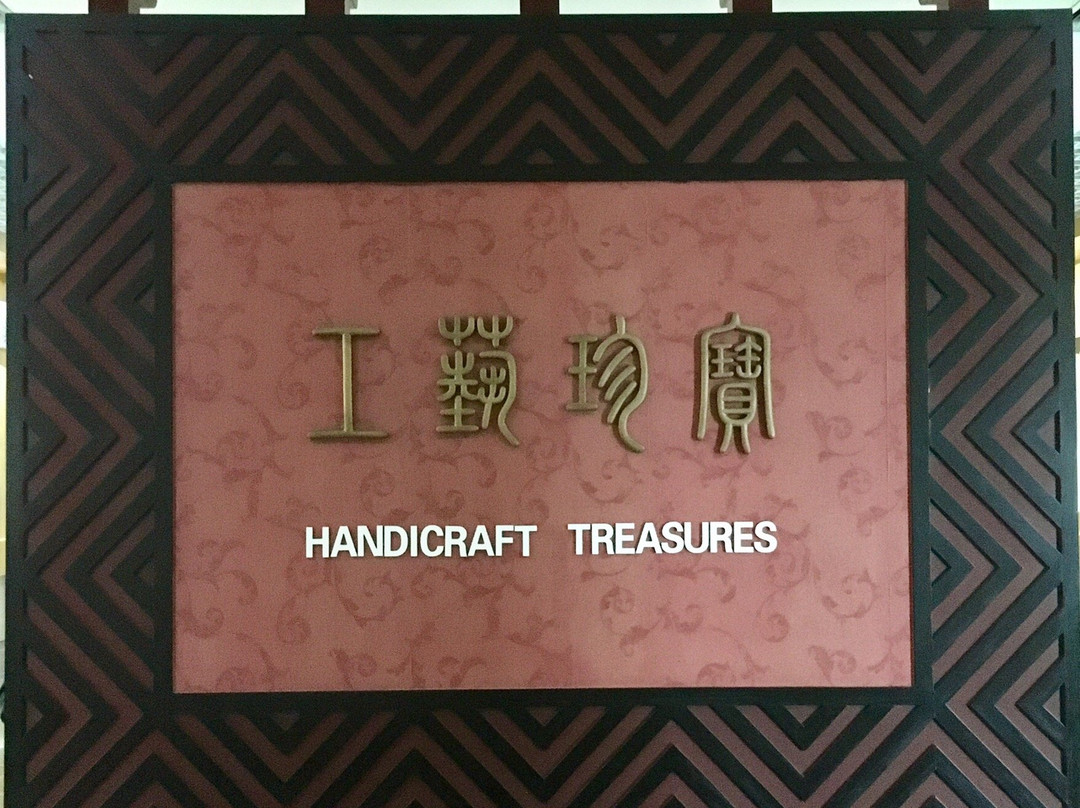 工藝珍寶
HANDICRAFT TREASURES